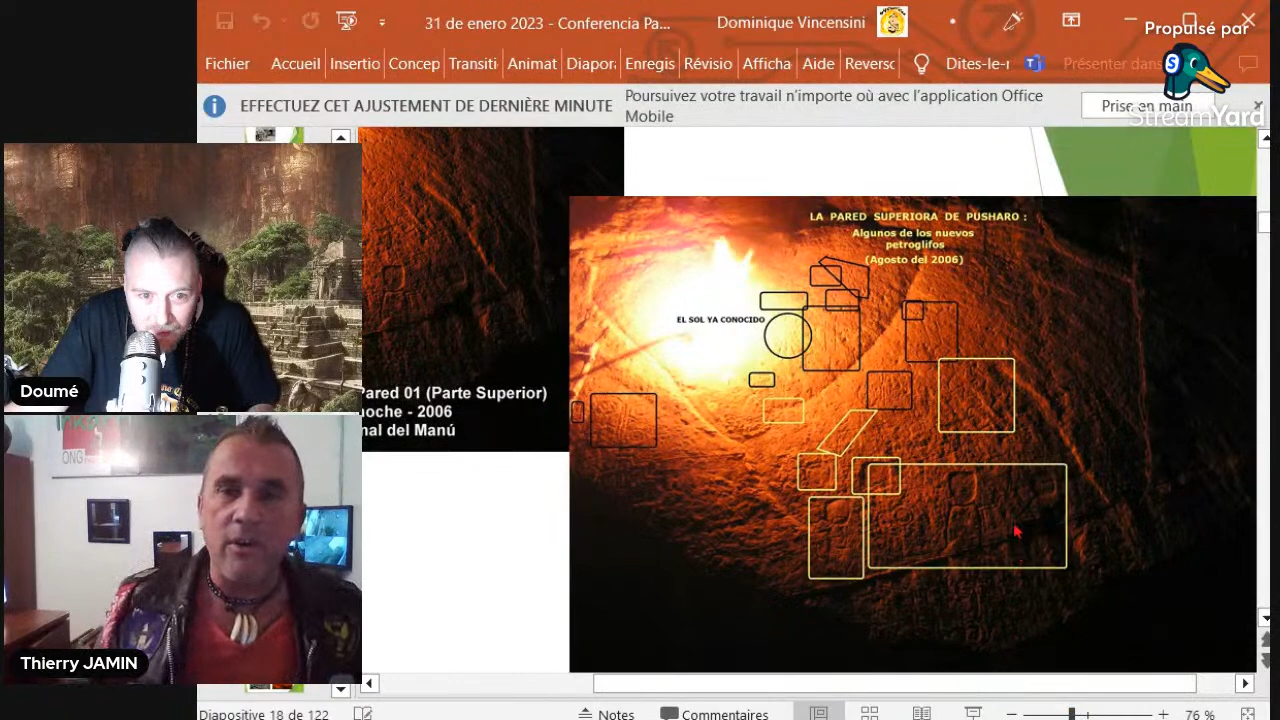 31 de enero 2023 - Conferencia Pa...
Dominique Vincensini
Propulsé par
Fichier
Accueil
Insertio
Concep
Transiti
Animat
Diapora
Enregis
Révisio
Afficha
Aide
Reverso
Dites-le-r
Présenter dans
EFFECTUEZ CET AJUSTEMENT DE DERNIÈRE MINUTE
Poursuivez votre travail n'importe où avec l'application Office
Mobile
Prise en main
StreamYard
LA PARED SUPERIORA DE PUSHARO :
Algunos de los nuevos
petroglifos
(Agosto del 2006)
EL SOL YA CONOCIDO
Doumé
Pared 01 (Parte Superior)
noche - 2006
nal del Manú
ONG
Thierry JAMIN
Diapositive 18 de 122
Notes
Commentaires
76 %